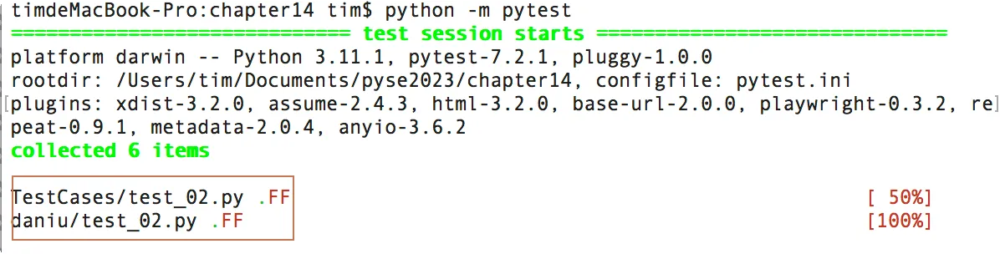 timdeMacBook-Pro:chapter14 tim$ python -m pytest
============================= test session starts ==============================
platform darwin -- Python 3.11.1, pytest-7.2.1, pluggy-1.0.0
rootdir: /Users/tim/Documents/pyse2023/chapter14, configfile: pytest.ini
[plugins: xdist-3.2.0, assume-2.4.3, html-3.2.0, base-url-2.0.0, playwright-0.3.2, re]
peat-0.9.1, metadata-2.0.4, anyio-3.6.2
collected 6 items
TestCases/test_02.py .FF [ 50%]
daniu/test_02.py .FF [100%]